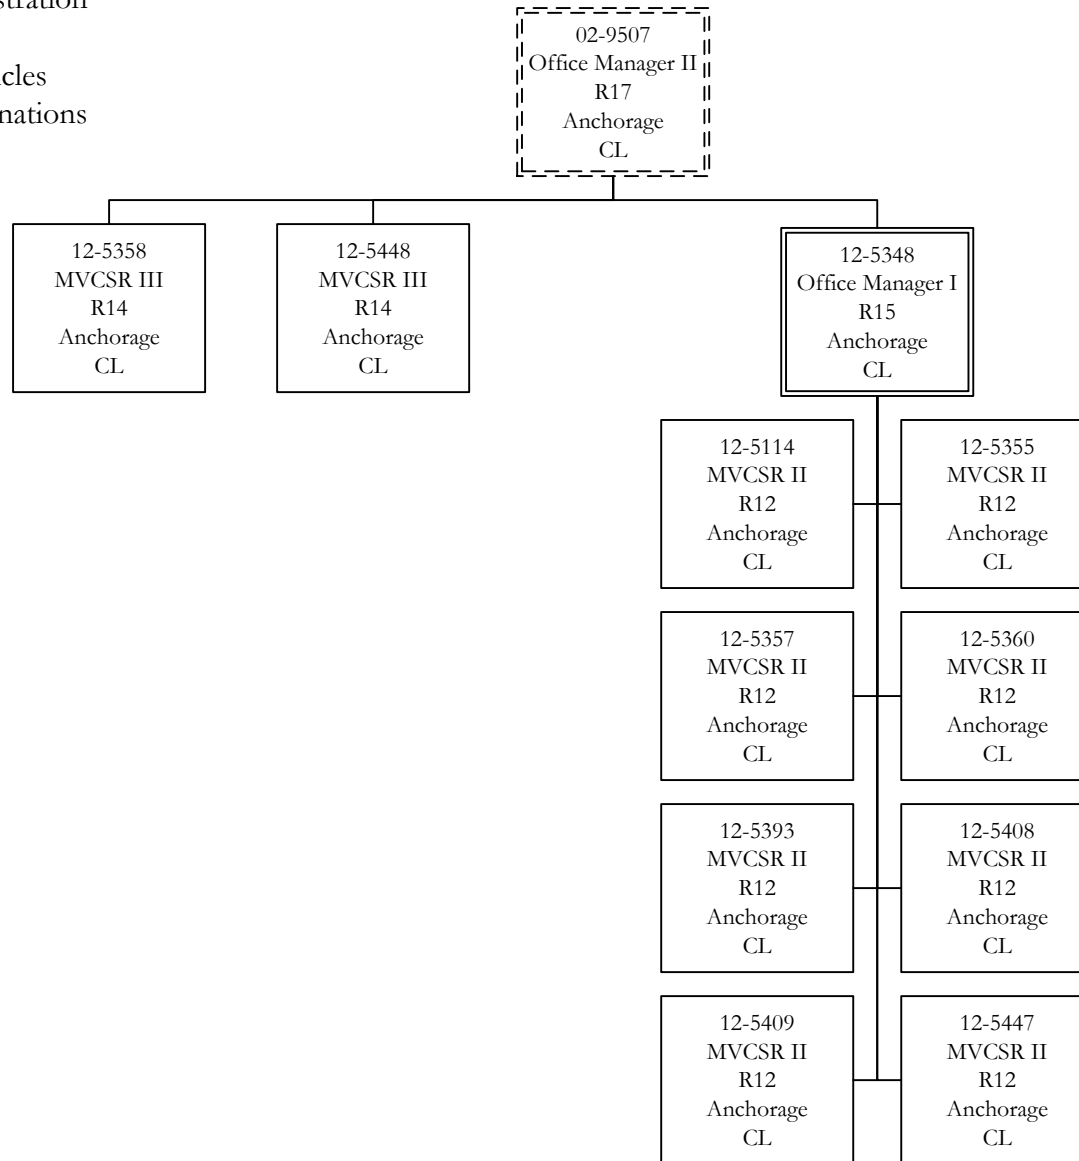 02-9507
Office Manager II
R17
Anchorage
CL
12-5358
MVCSR III
R14
Anchorage
CL
12-5448
MVCSR III
R14
Anchorage
CL
12-5348
Office Manager I
R15
Anchorage
CL
12-5114
MVCSR II
R12
Anchorage
CL
12-5355
MVCSR II
R12
Anchorage
CL
12-5357
MVCSR II
R12
Anchorage
CL
12-5360
MVCSR II
R12
Anchorage
CL
12-5393
MVCSR II
R12
Anchorage
CL
12-5408
MVCSR II
R12
Anchorage
CL
12-5409
MVCSR II
R12
Anchorage
CL
12-5447
MVCSR II
R12
Anchorage
CL